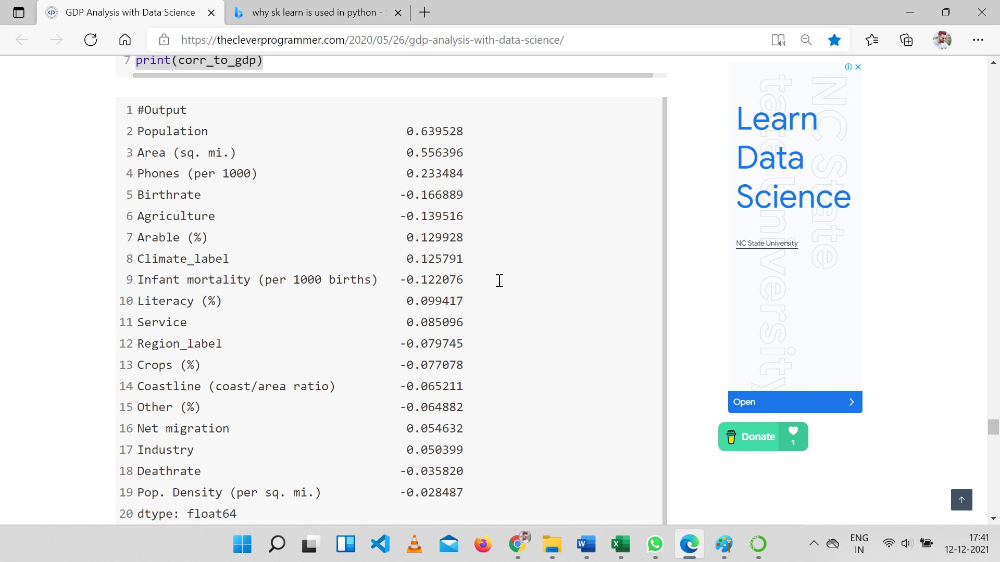 GDP Analysis with Data Science
why sk learn is used in python -
https://thecleverprogrammer.com/2020/05/26/gdp-analysis-with-data-science/
7 print(corr_to_gdp)
1 #Output
2 Population 0.639528
3 Area (sq. mi.) 0.556396
4 Phones (per 1000) 0.233484
5 Birthrate -0.166889
6 Agriculture -0.139516
7 Arable (%) 0.129928
8 Climate_label 0.125791
9 Infant mortality (per 1000 births) -0.122076
10 Literacy (%) 0.099417
11 Service 0.085096
12 Region_label -0.079745
13 Crops (%) -0.077078
14 Coastline (coast/area ratio) -0.065211
15 Other (%) -0.064882
16 Net migration 0.054632
17 Industry 0.050399
18 Deathrate -0.035820
19 Pop. Density (per sq. mi.) -0.028487
20 dtype: float64
NC State University
Learn
Data
Science
NC State University
Open
Donate
1
ENG
IN
17:41
12-12-2021